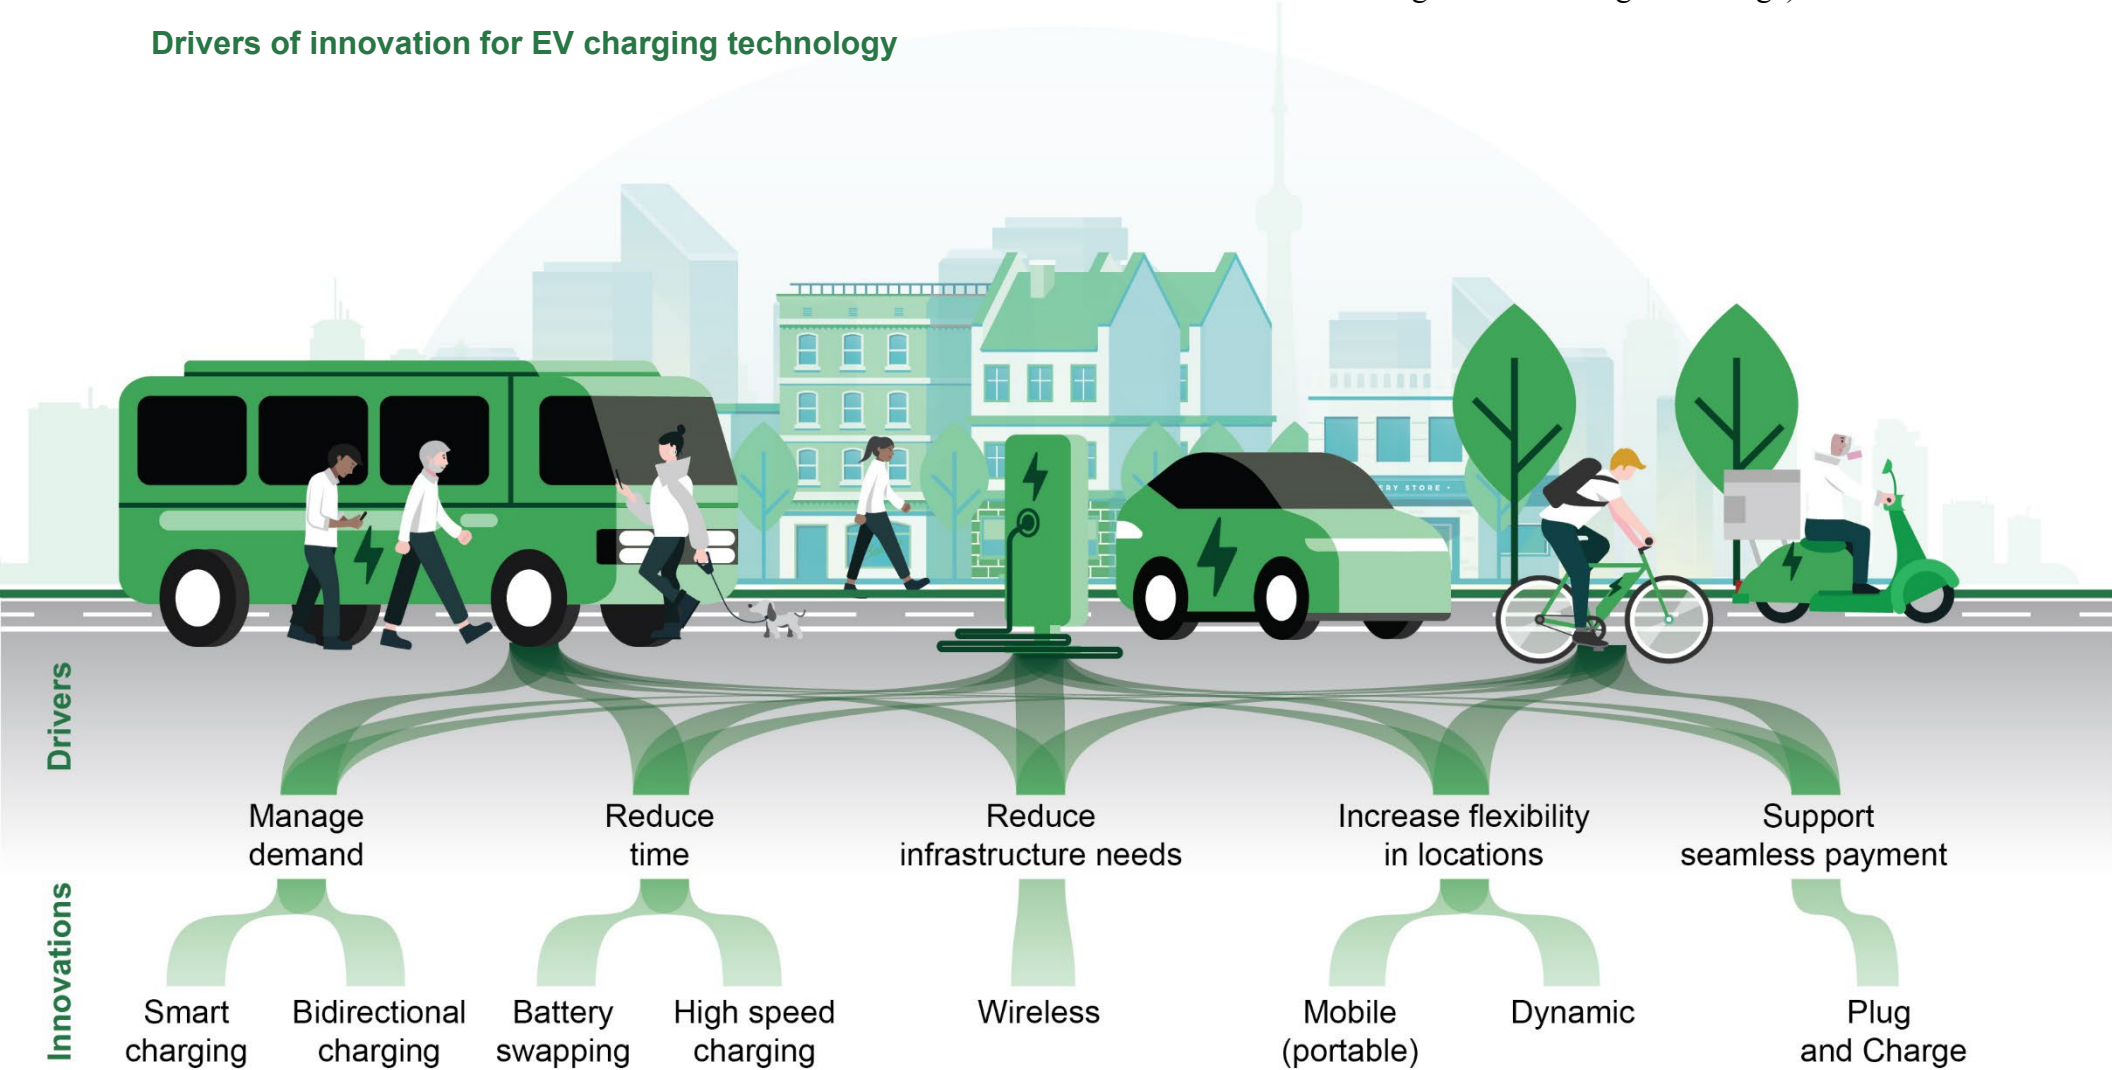 Drivers of innovation for EV charging technology
ERY STORE •
Drivers
Manage
demand
Reduce
time
Reduce
infrastructure needs
Increase flexibility
in locations
Support
seamless payment
Innovations
Smart
charging
Bidirectional
charging
Battery
swapping
High speed
charging
Wireless
Mobile
(portable)
Dynamic
Plug
and Charge